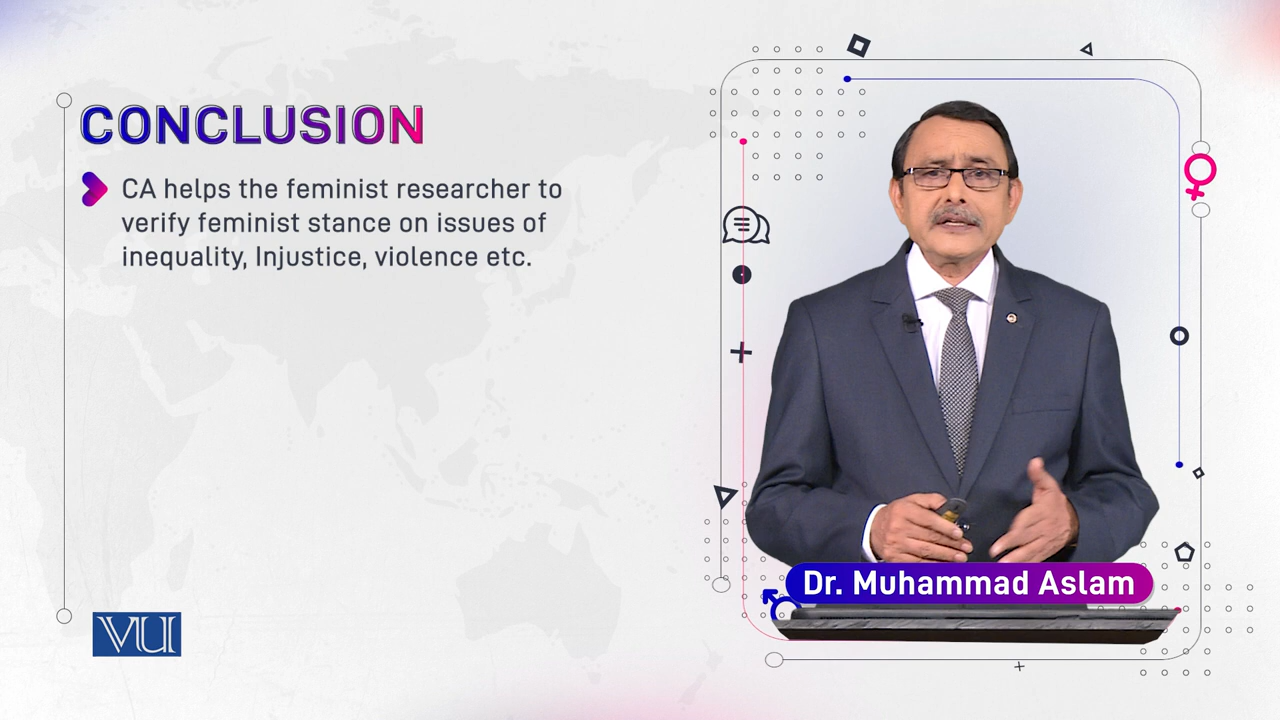 CONCLUSION
CA helps the feminist researcher to
verify feminist stance on issues of
inequality, Injustice, violence etc.
Dr. Muhammad Aslam
VU